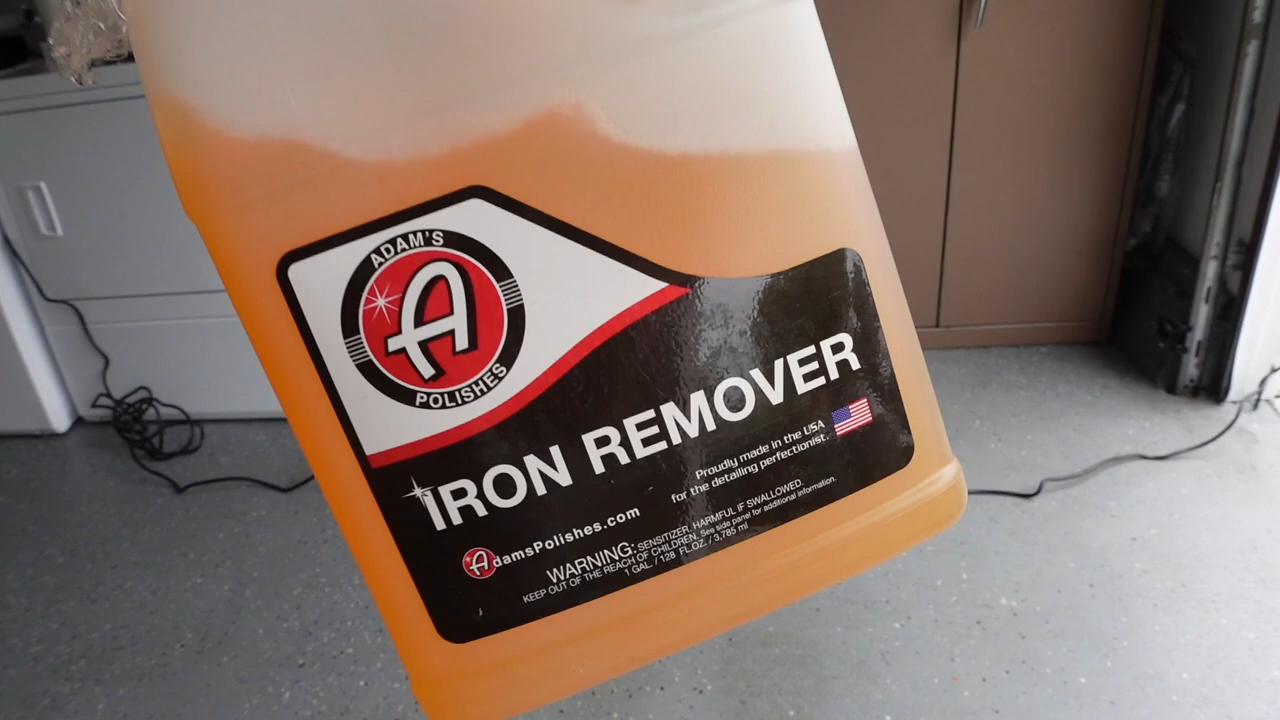 ADAM'S
A
POLISHES
IRON REMOVER
Proudly made in the USA
for the detailing perfectionist.
AdamsPolishes.com
WARNING: SENSITIZER. HARMFUL IF SWALLOWED.
KEEP OUT OF THE REACH OF CHILDREN. See side panel for additional information.
1 GAL. / 128 FL.OZ. / 3,785 ml